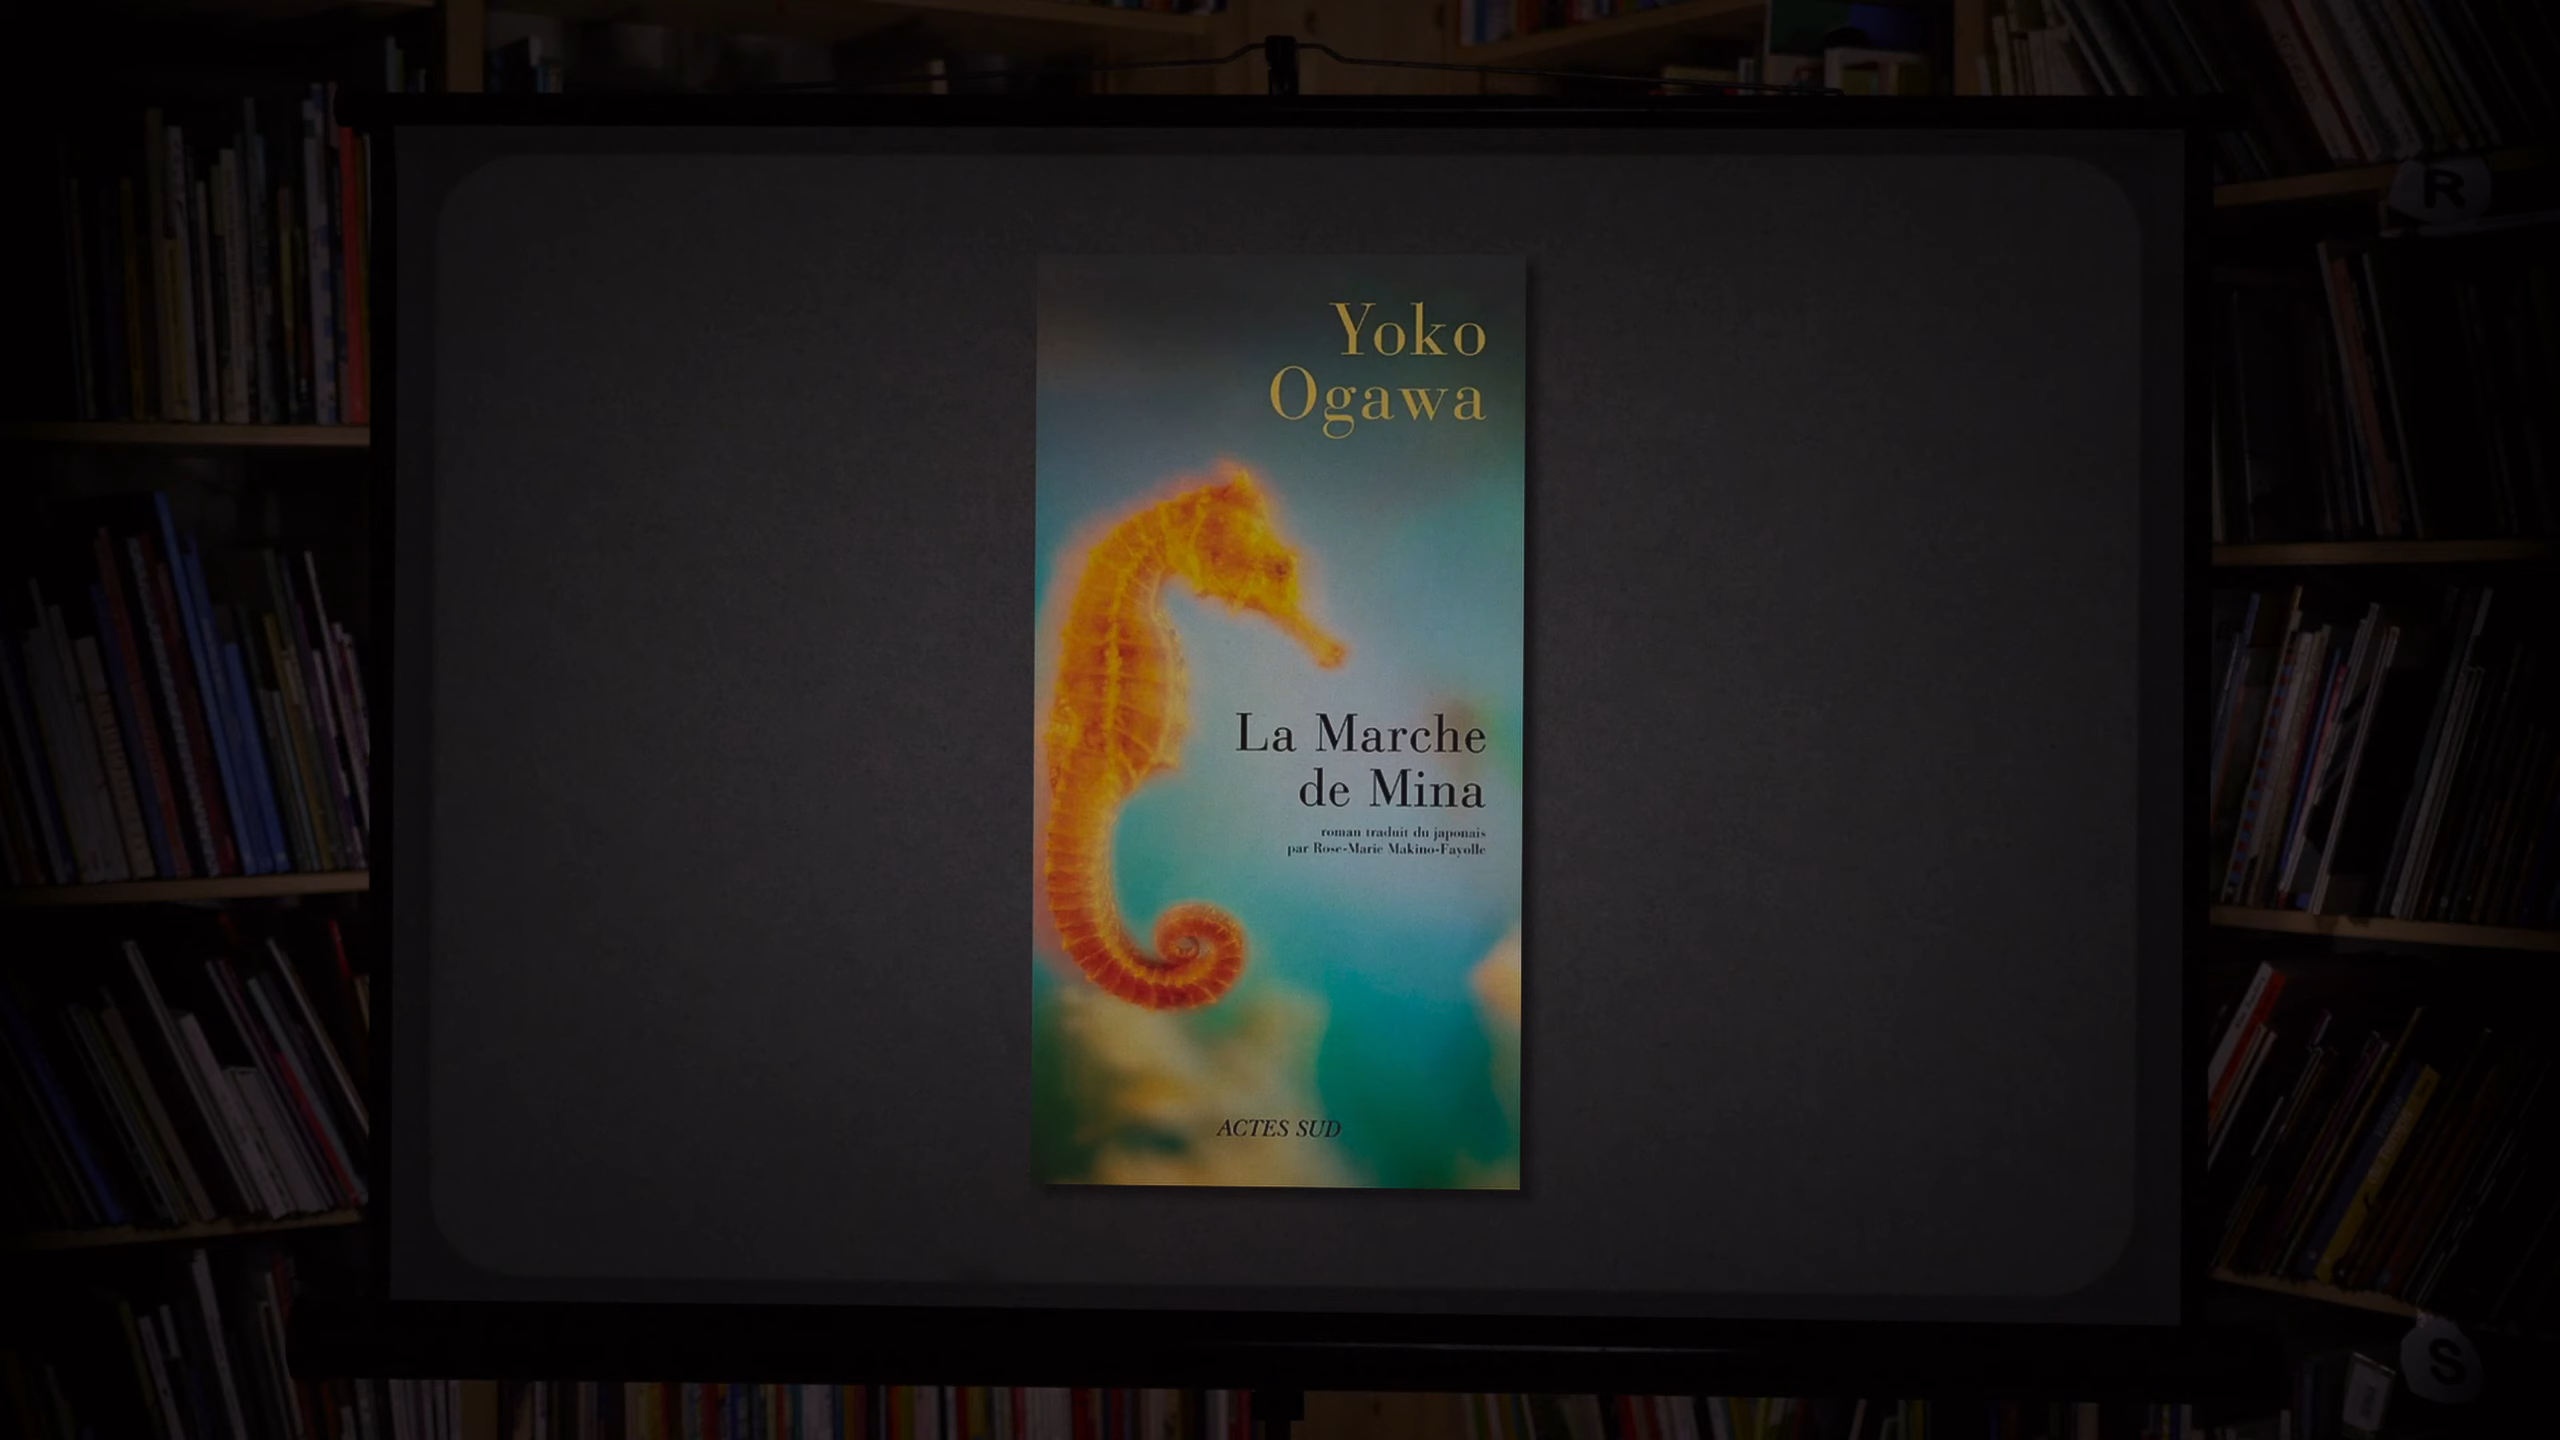 R
Yoko
Ogawa
La Marche
de Mina
roman traduit du japonais
par Rose-Marie Makino-Fayolle
ACTES SUD
S